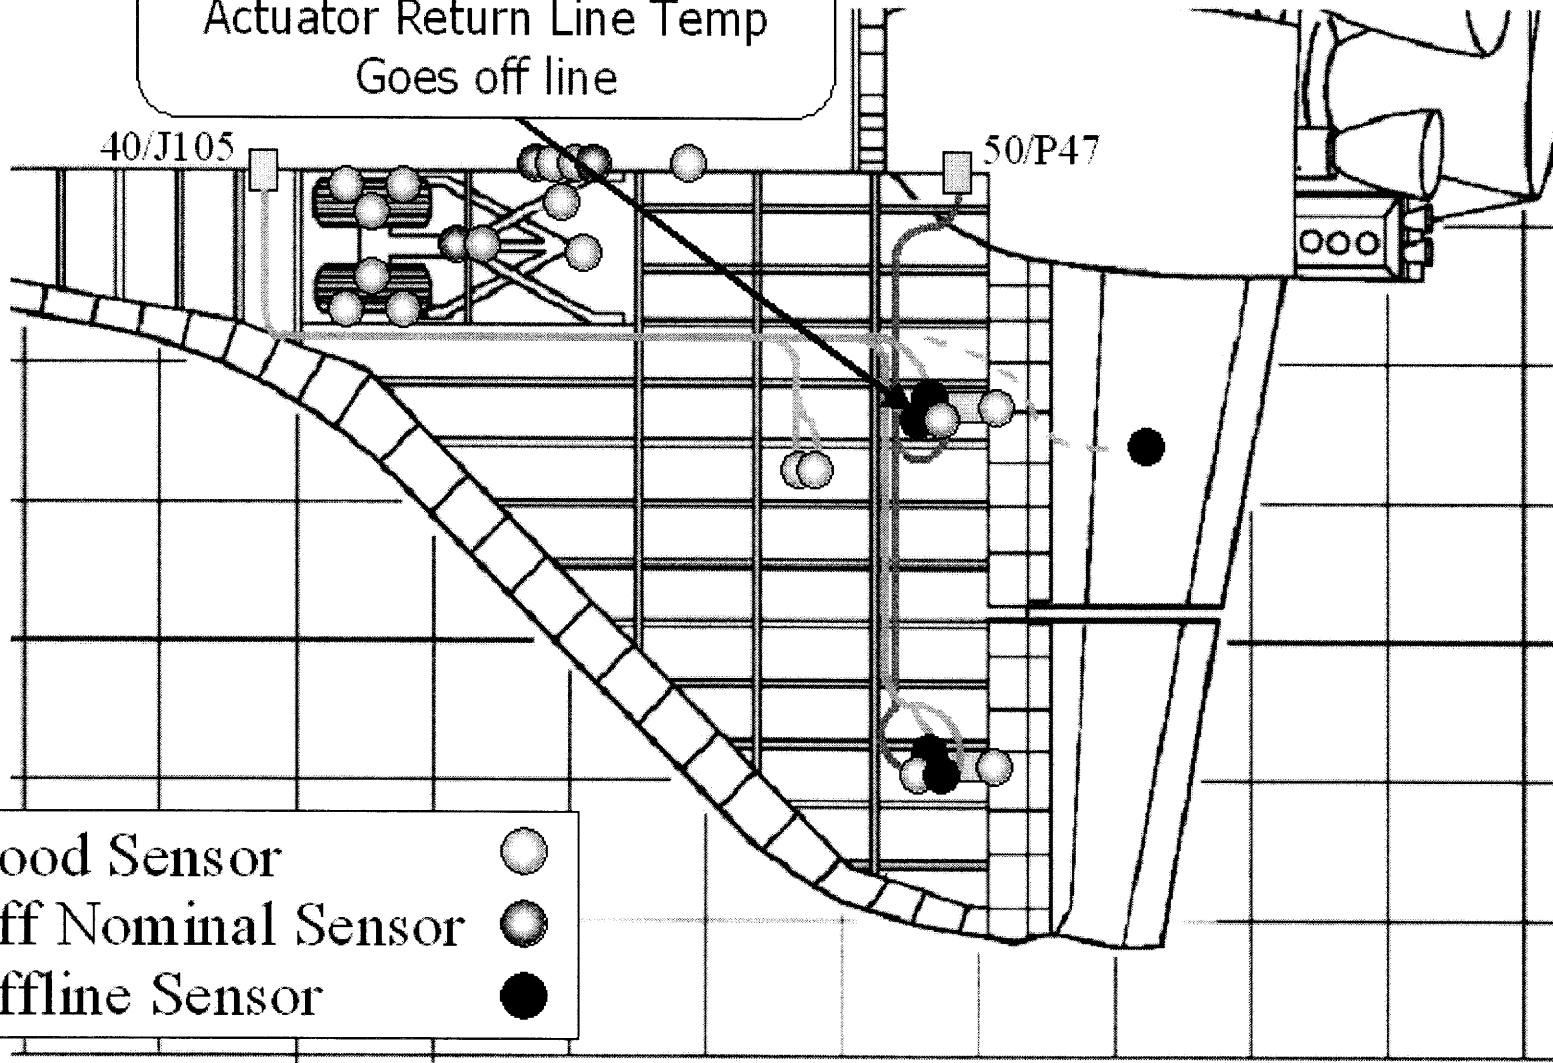 Actuator Return Line Temp
Goes off line
40/J105
50/P47
ood Sensor
ff Nominal Sensor
ffline Sensor